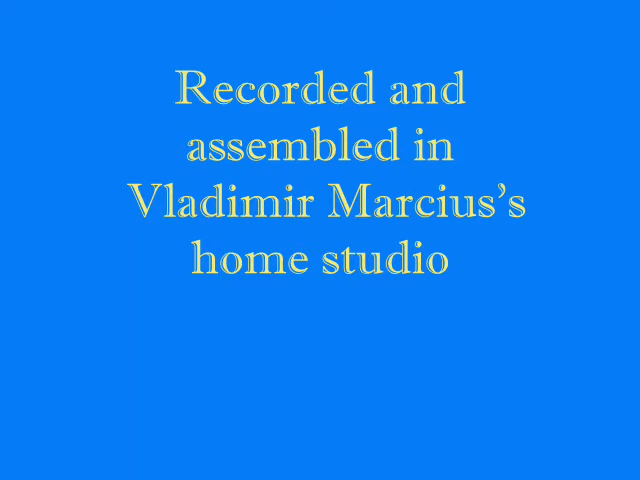 Recorded and
assembled in
Vladimir Marcius’s
home studio